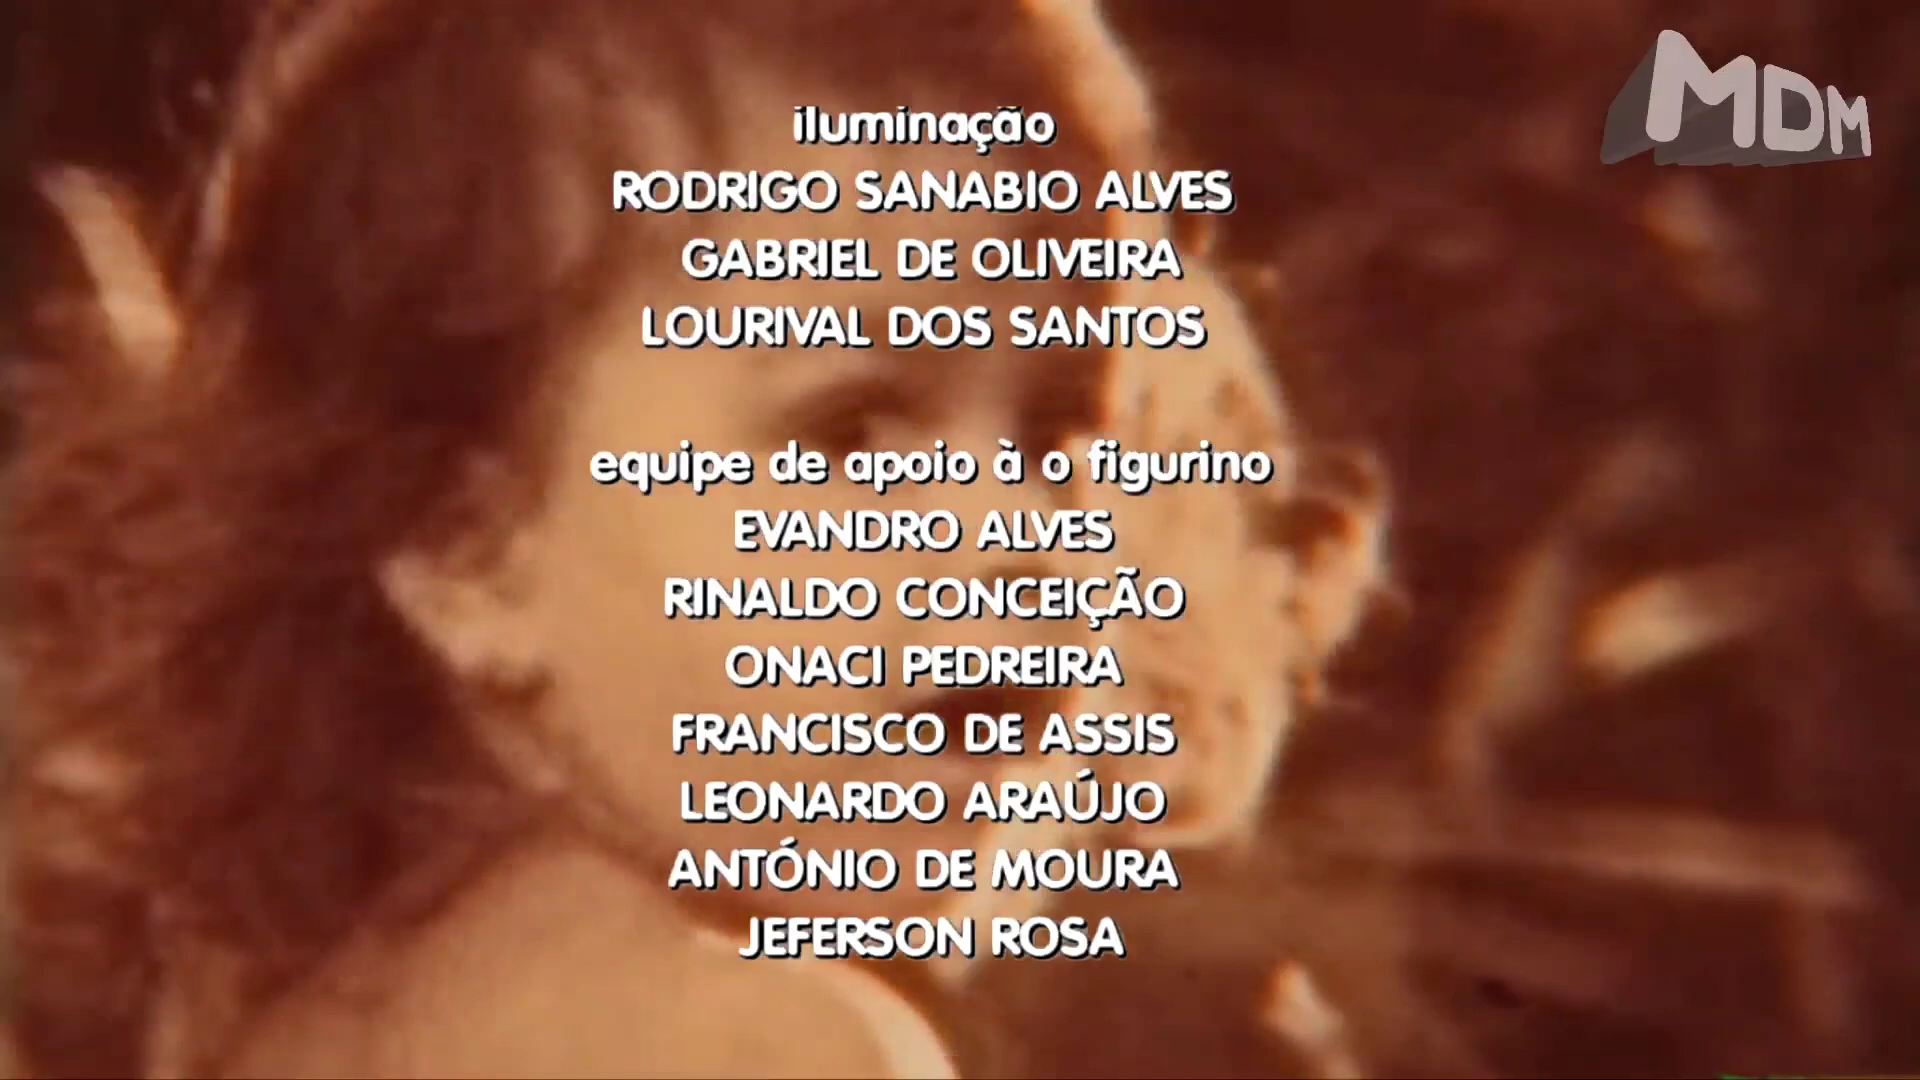 MDM
iluminação
RODRIGO SANABIO ALVES
GABRIEL DE OLIVEIRA
LOURIVAL DOS SANTOS
equipe de apoio à o figurino
EVANDRO ALVES
RINALDO CONCEIÇÃO
ONACI PEDREIRA
FRANCISCO DE ASSIS
LEONARDO ARAÚJO
ANTÓNIO DE MOURA
JEFERSON ROSA